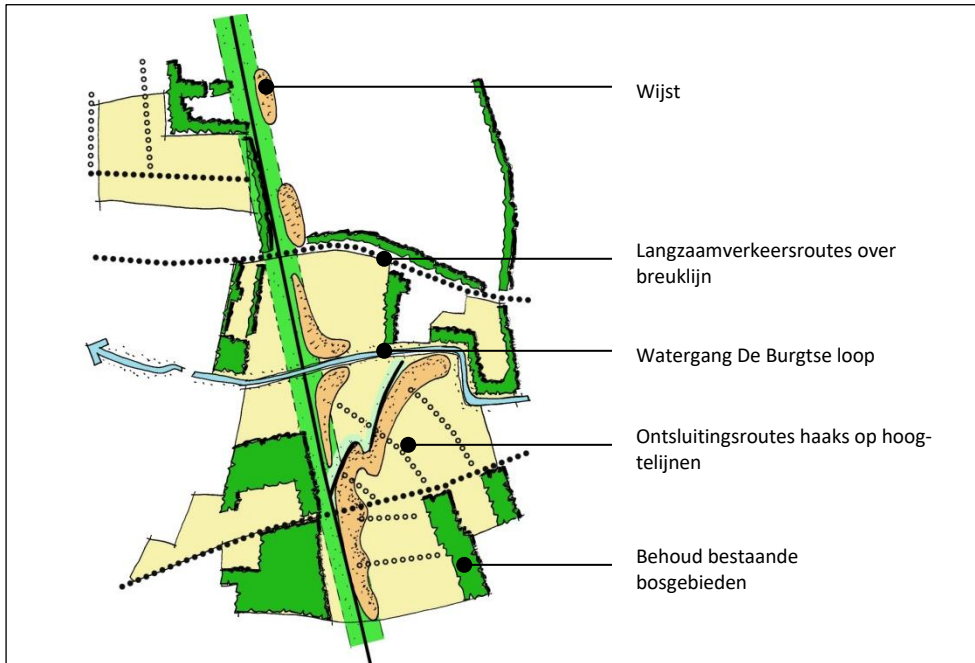 Wijst
Langzaamverkeersroutes over
breuklijn
Watergang De Burgtse loop
Ontsluitingsroutes haaks op hoog-
telijnen
Behoud bestaande
bosgebieden